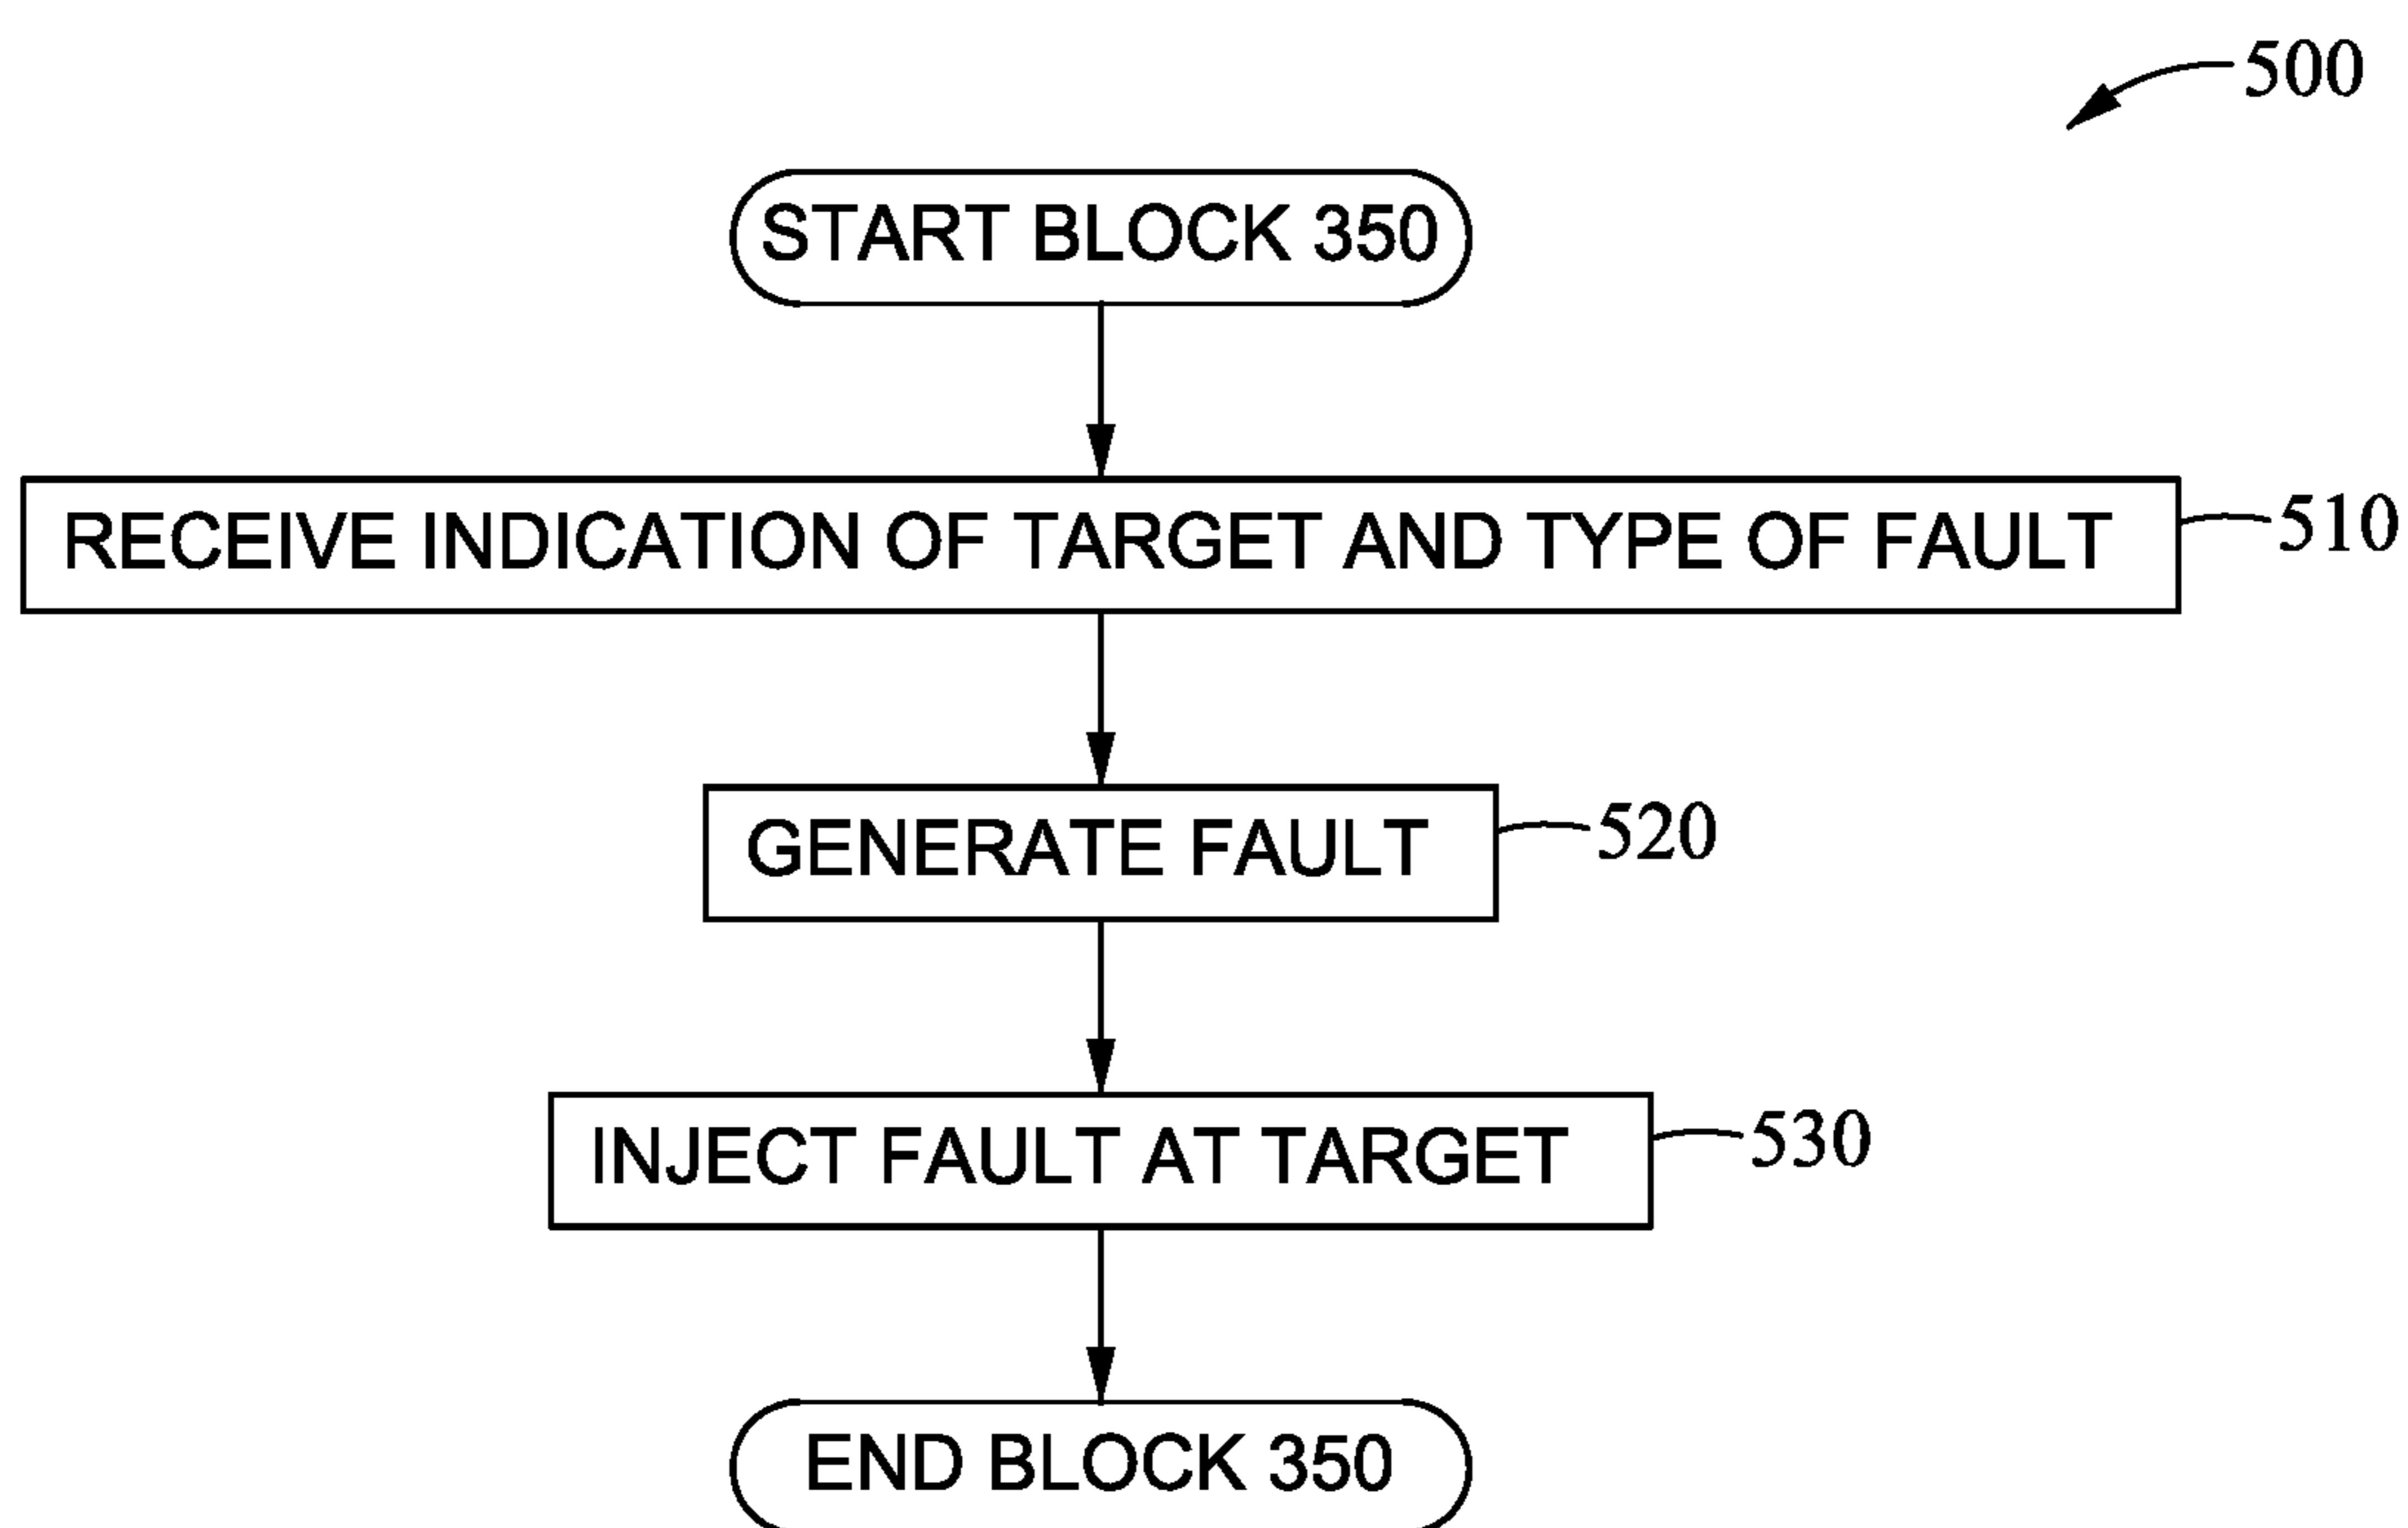 500
START BLOCK 350
RECEIVE INDICATION OF TARGET AND TYPE OF FAULT
510
GENERATE FAULT
520
INJECT FAULT AT TARGET
530
END BLOCK 350